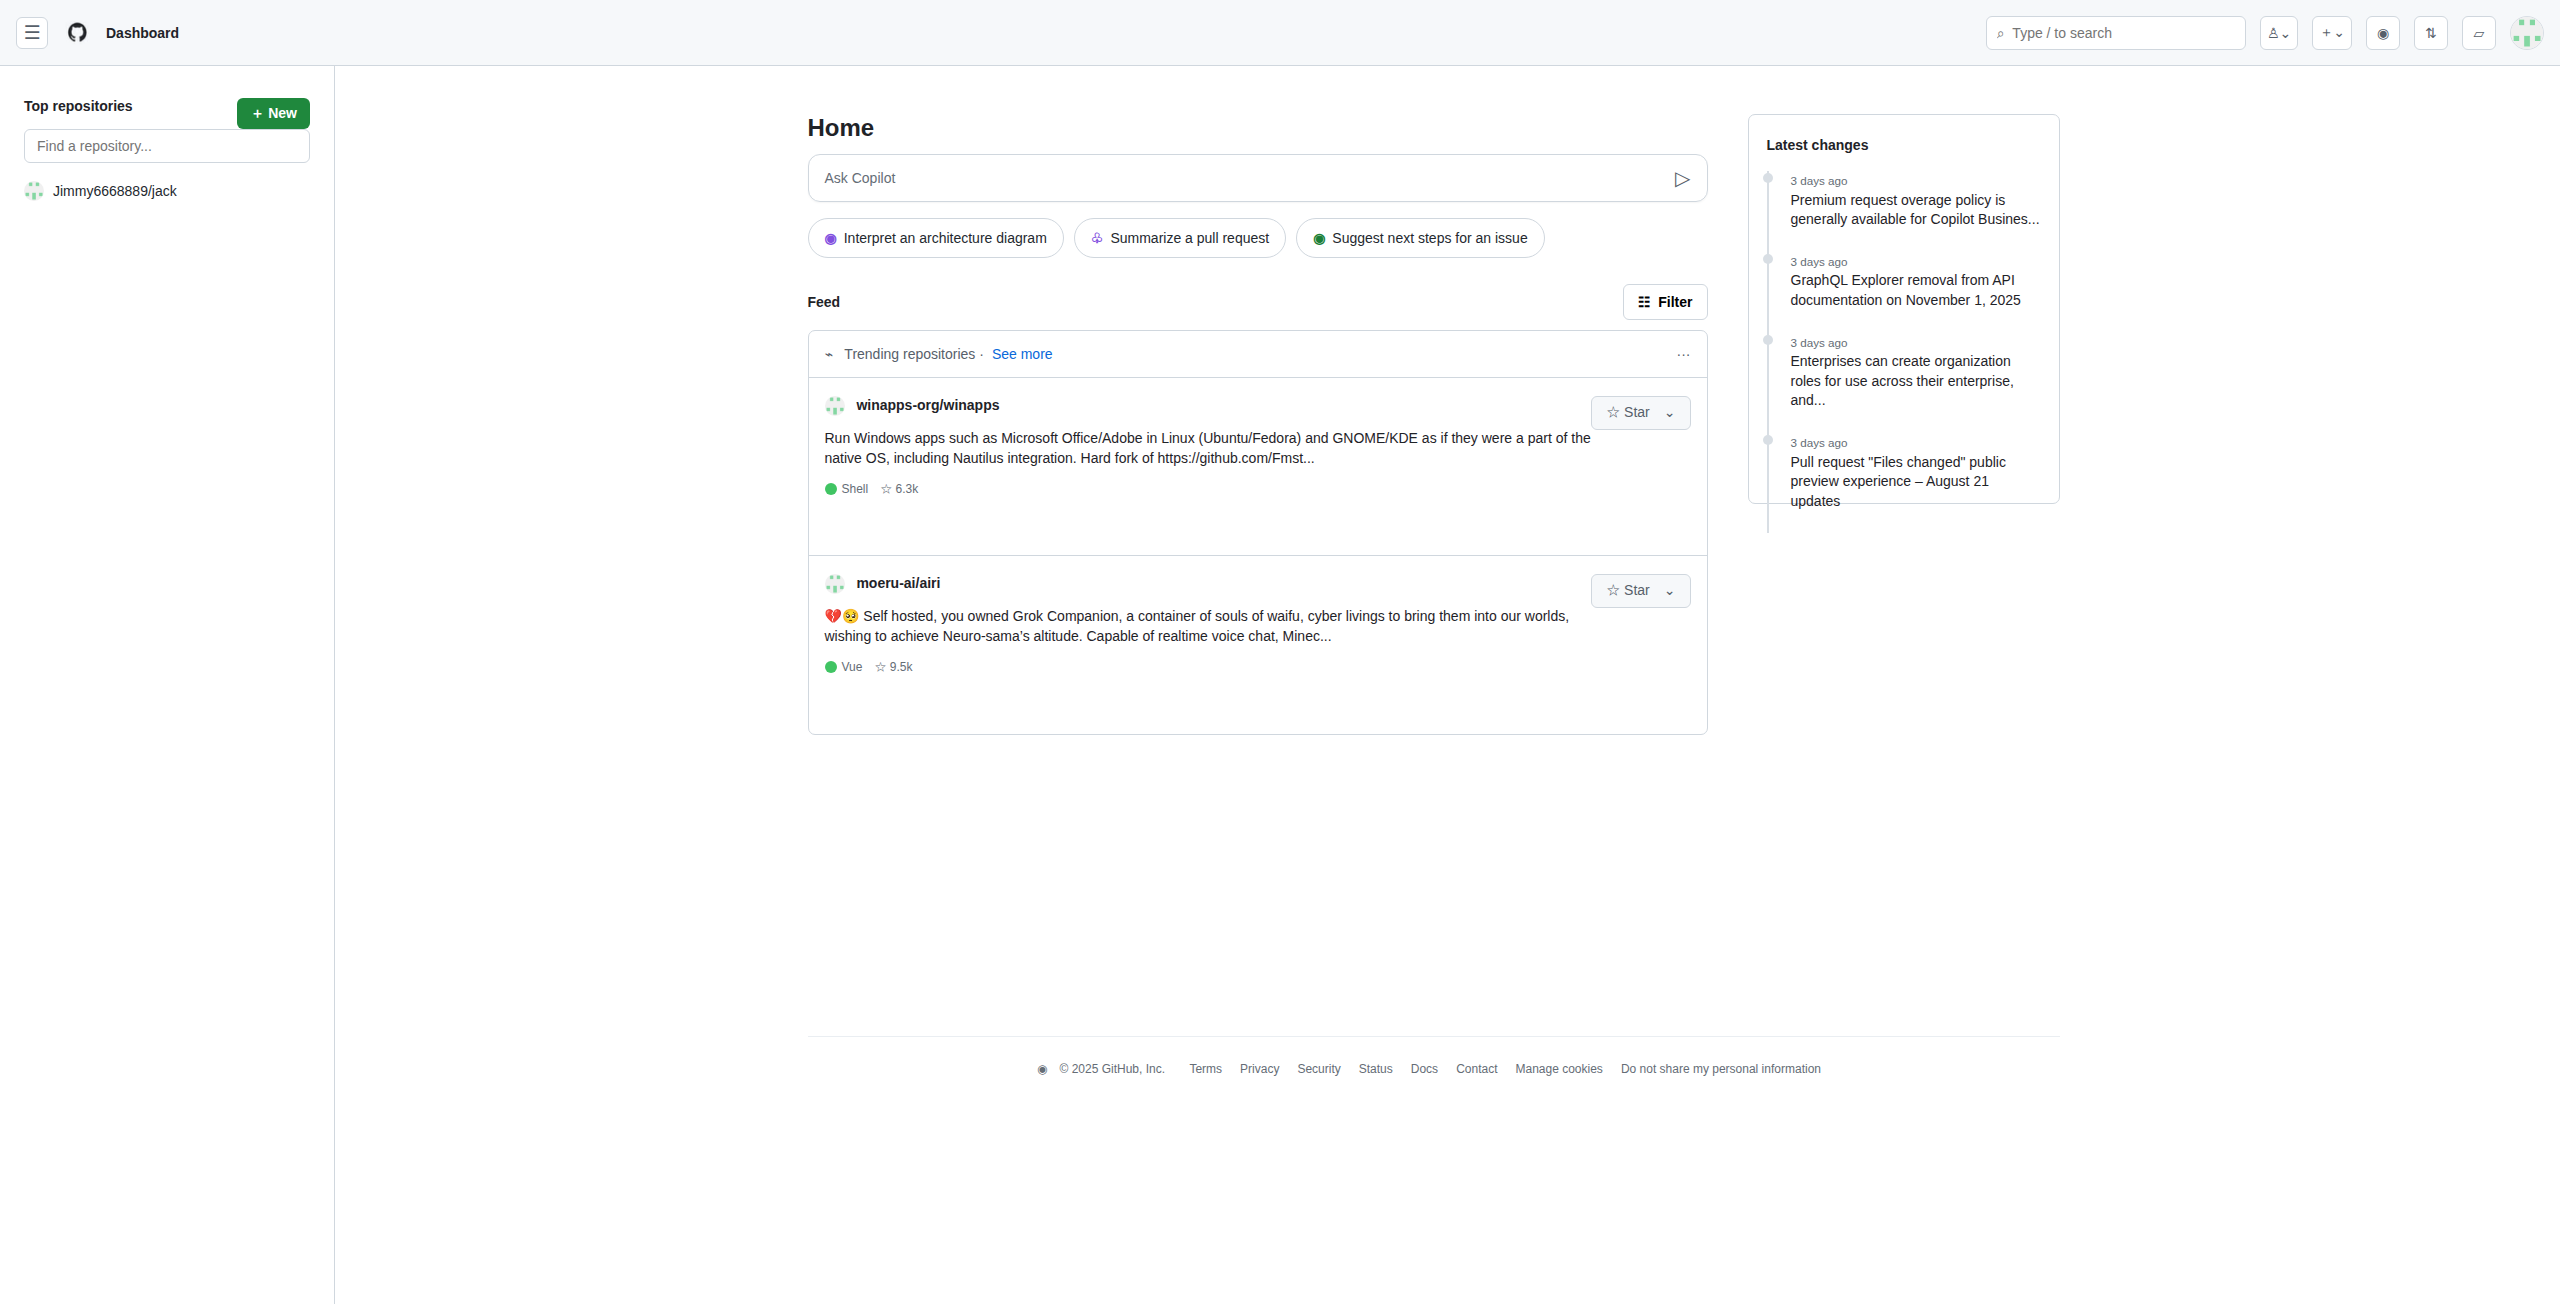 Dashboard
Type / to search
Top repositories
+ New
Find a repository...
Jimmy6668889/jack
Home
Ask Copilot
Interpret an architecture diagram
Summarize a pull request
Suggest next steps for an issue
Feed
Filter
Trending repositories · See more
...
winapps-org/winapps
☆ Star
Run Windows apps such as Microsoft Office/Adobe in Linux (Ubuntu/Fedora) and GNOME/KDE as if they were a part of the
native OS, including Nautilus integration. Hard fork of https://github.com/Fmst...
Shell ☆ 6.3k
moeru-ai/airi
☆ Star
💔🥺 Self hosted, you owned Grok Companion, a container of souls of waifu, cyber livings to bring them into our worlds,
wishing to achieve Neuro-sama’s altitude. Capable of realtime voice chat, Minec...
Vue ☆ 9.5k
Latest changes
3 days ago
Premium request overage policy is
generally available for Copilot Busines...
3 days ago
GraphQL Explorer removal from API
documentation on November 1, 2025
3 days ago
Enterprises can create organization
roles for use across their enterprise,
and...
3 days ago
Pull request "Files changed" public
preview experience – August 21
updates
© 2025 GitHub, Inc. Terms Privacy Security Status Docs Contact Manage cookies Do not share my personal information